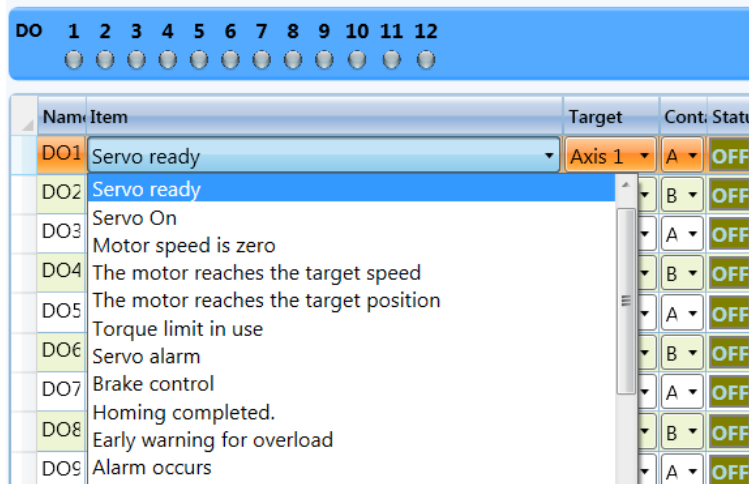 DO 1 2 3 4 5 6 7 8 9 10 11 12
Name Item Target Conta Statu
DO1 Servo ready Axis 1 A OFF
DO2 Servo ready B OFF
Servo On
DO3 Motor speed is zero A OFF
DO4 The motor reaches the target speed B OFF
The motor reaches the target position
DO5 Torque limit in use A OFF
DO6 Servo alarm B OFF
DO7 Brake control A OFF
Homing completed.
DO8 Early warning for overload B OFF
DO9 Alarm occurs A OFF